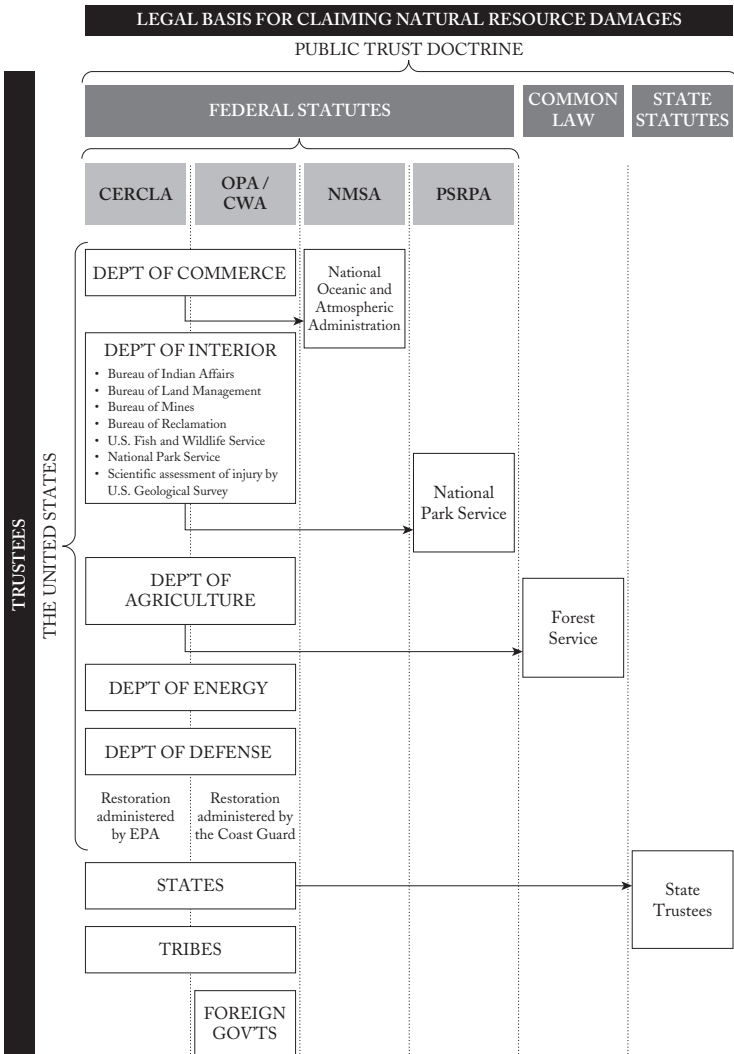 LEGAL BASIS FOR CLAIMING NATURAL RESOURCE DAMAGES
PUBLIC TRUST DOCTRINE
FEDERAL STATUTES
COMMON
LAW
STATE
STATUTES
CERCLA
OPA /
CWA
NMSA
PSRPA
TRUSTEES
THE UNITED STATES
DEP'T OF COMMERCE
National
Oceanic and
Atmospheric
Administration
DEP'T OF INTERIOR
• Bureau of Indian Affairs
• Bureau of Land Management
• Bureau of Mines
• Bureau of Reclamation
• U.S. Fish and Wildlife Service
• National Park Service
• Scientific assessment of injury by
U.S. Geological Survey
National
Park Service
DEP'T OF
AGRICULTURE
Forest
Service
DEP'T OF ENERGY
DEP'T OF DEFENSE
Restoration
administered
by EPA
Restoration
administered by
the Coast Guard
STATES
State
Trustees
TRIBES
FOREIGN
GOV'TS